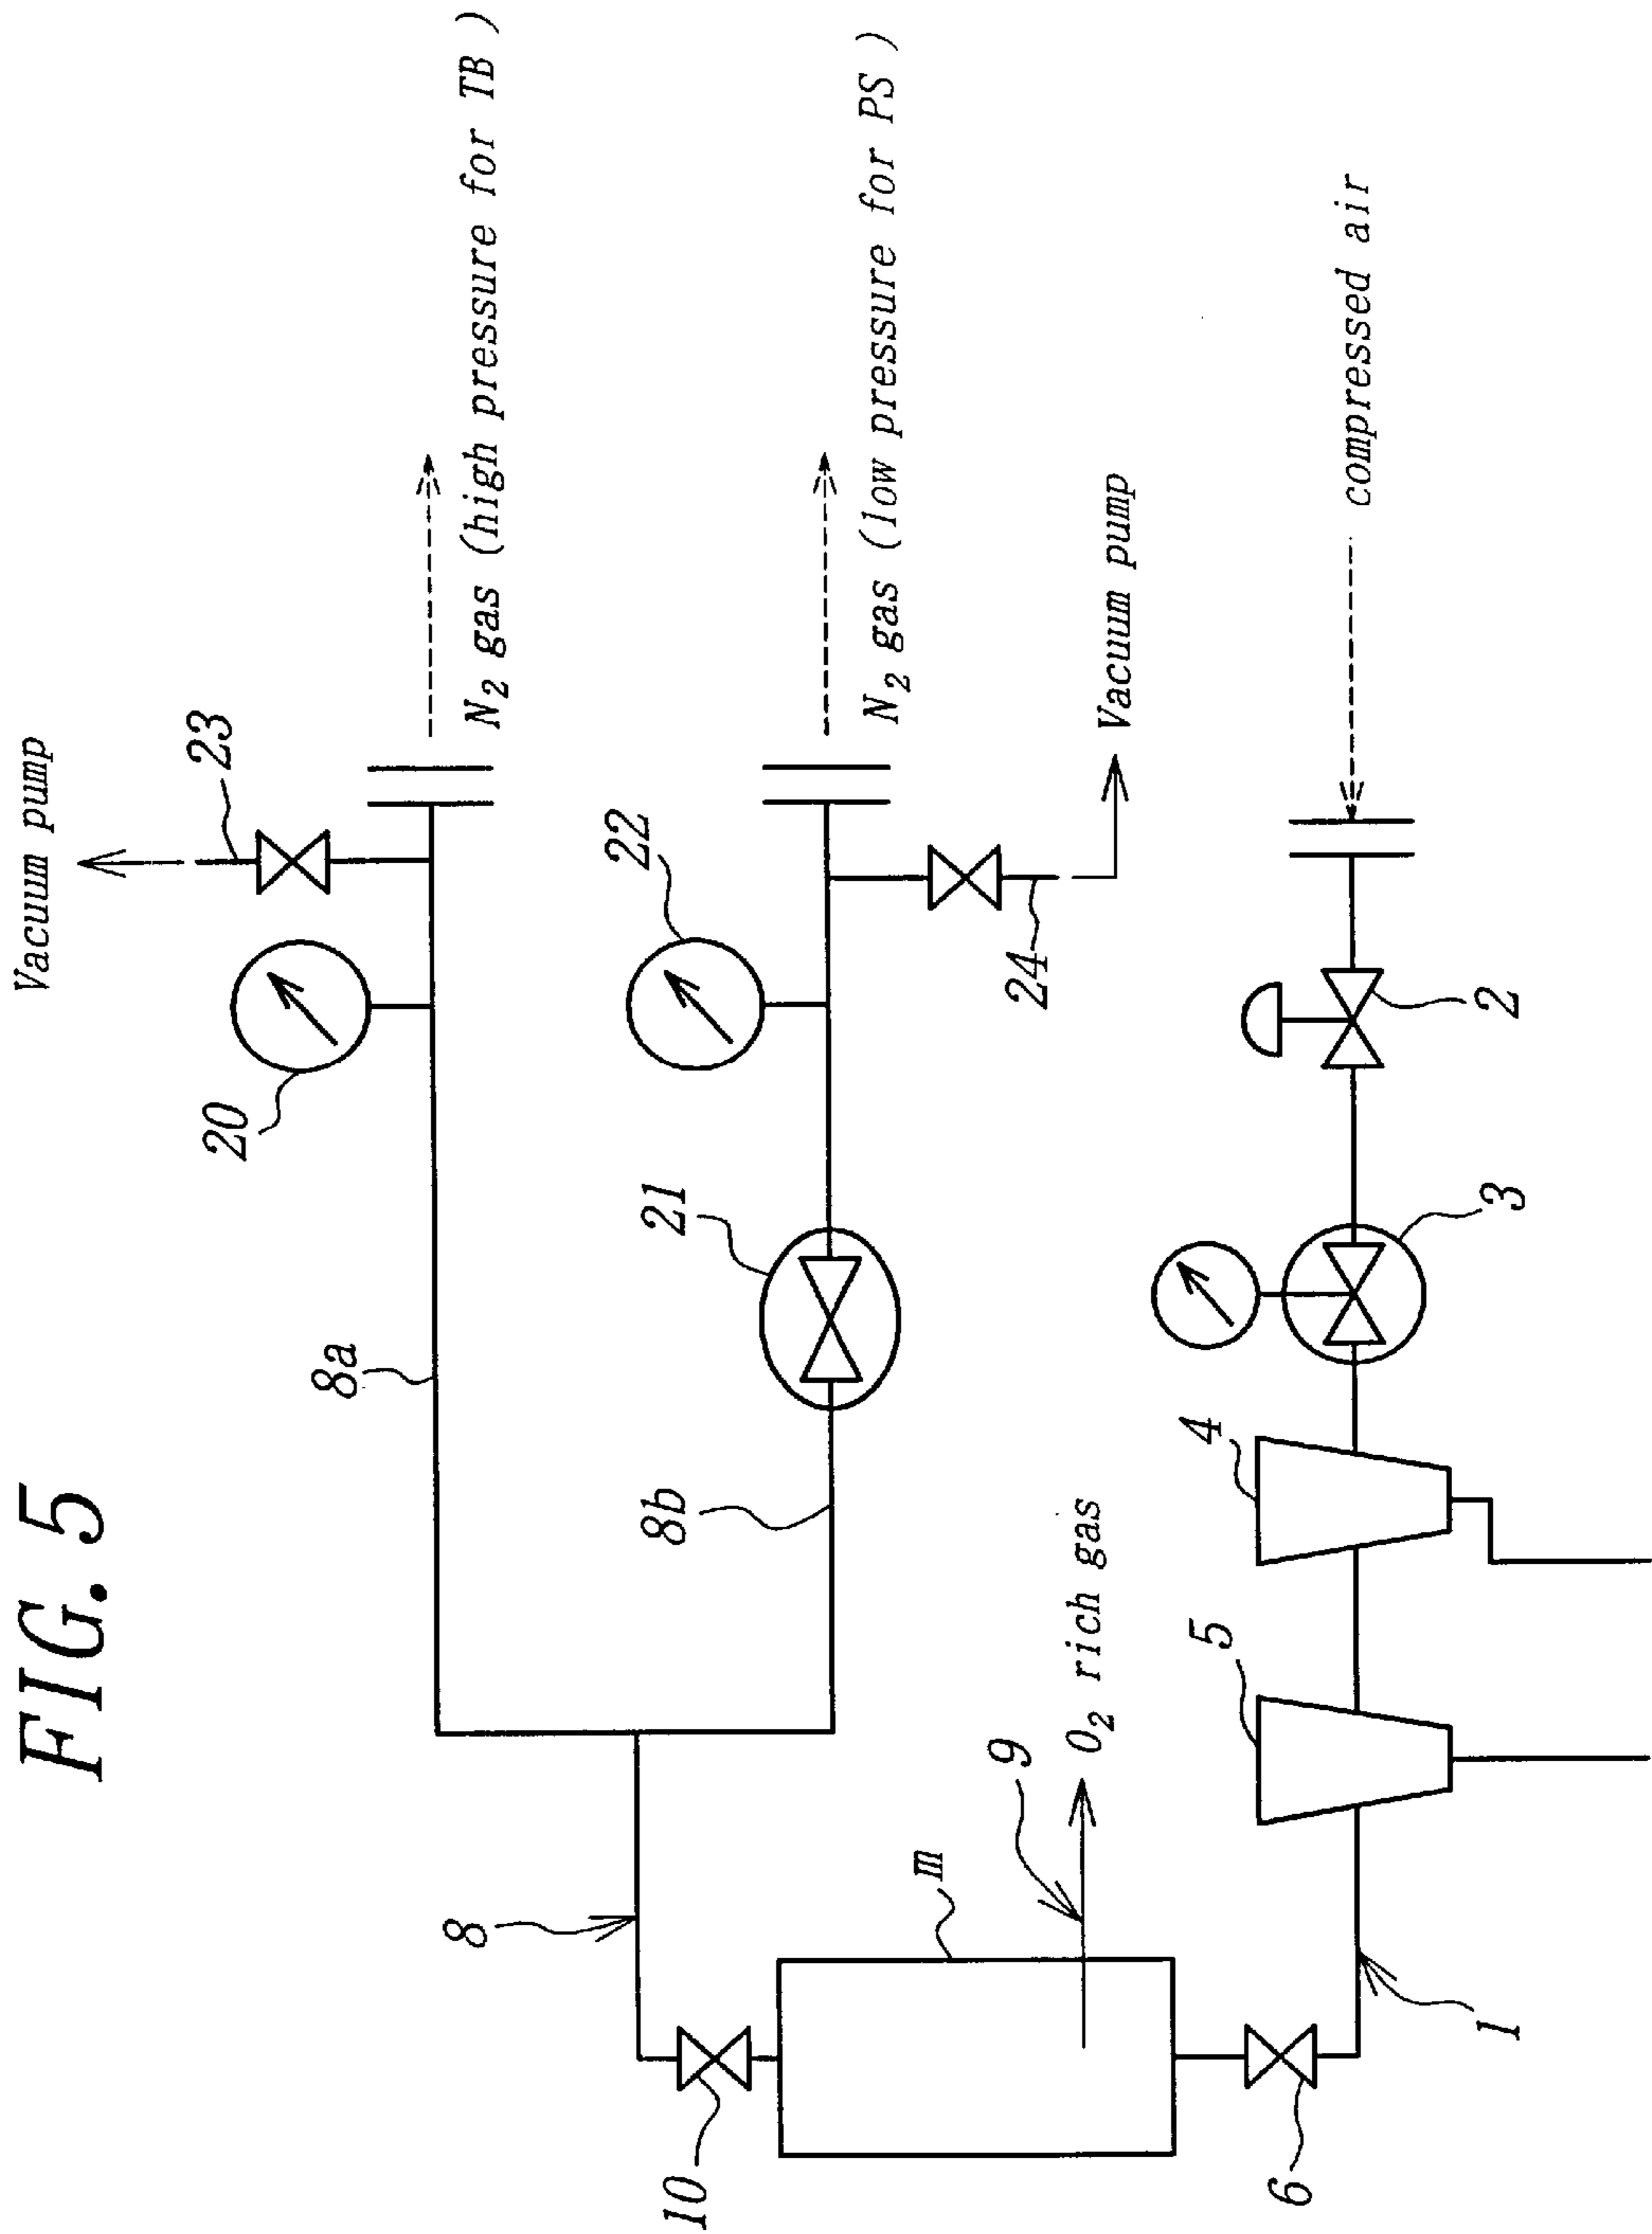 FIG. 5
Vacuum pump
23
20
N2 gas (high pressure for TB)
8a
22
21
N2 gas (low pressure for PS)
8b
8
24
Vacuum pump
10
m
9
O2 rich gas
compressed air
2
3
4
5
6
1